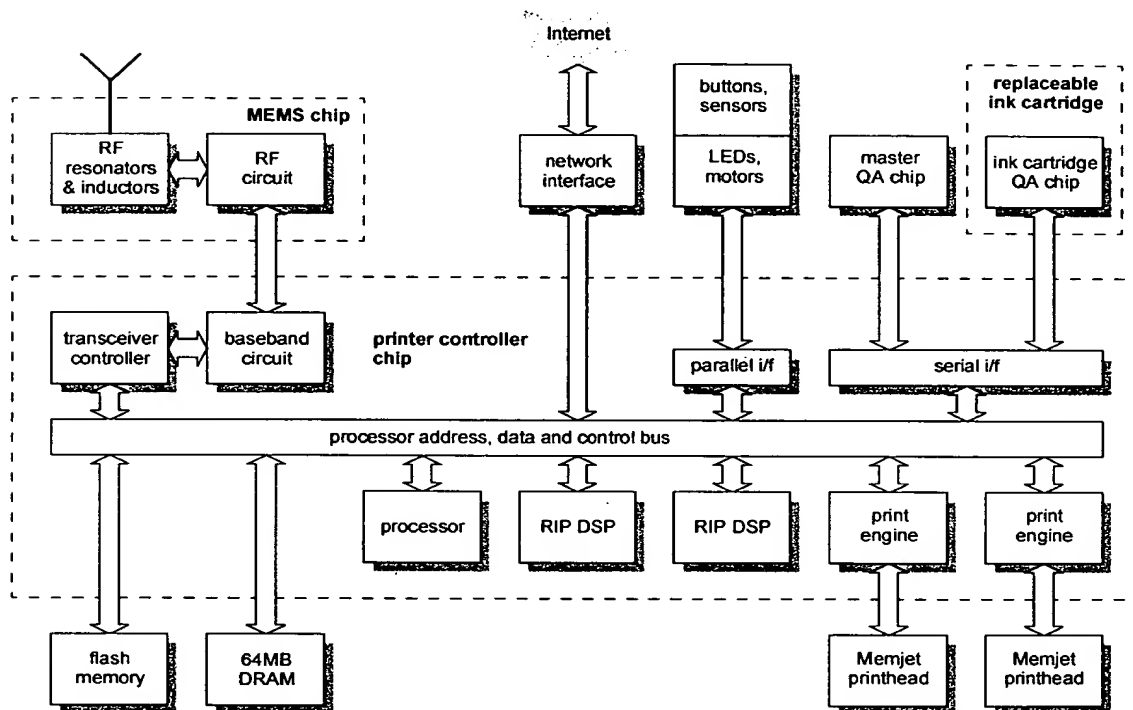 Internet
MEMS chip
RF
resonators
& inductors
RF
circuit
network
interface
buttons,
sensors
LEDs,
motors
master
QA chip
replaceable
ink cartridge
ink cartridge
QA chip
transceiver
controller
baseband
circuit
printer controller
chip
parallel i/f
serial i/f
processor address, data and control bus
processor
RIP DSP
RIP DSP
print
engine
print
engine
flash
memory
64MB
DRAM
Memjet
printhead
Memjet
printhead